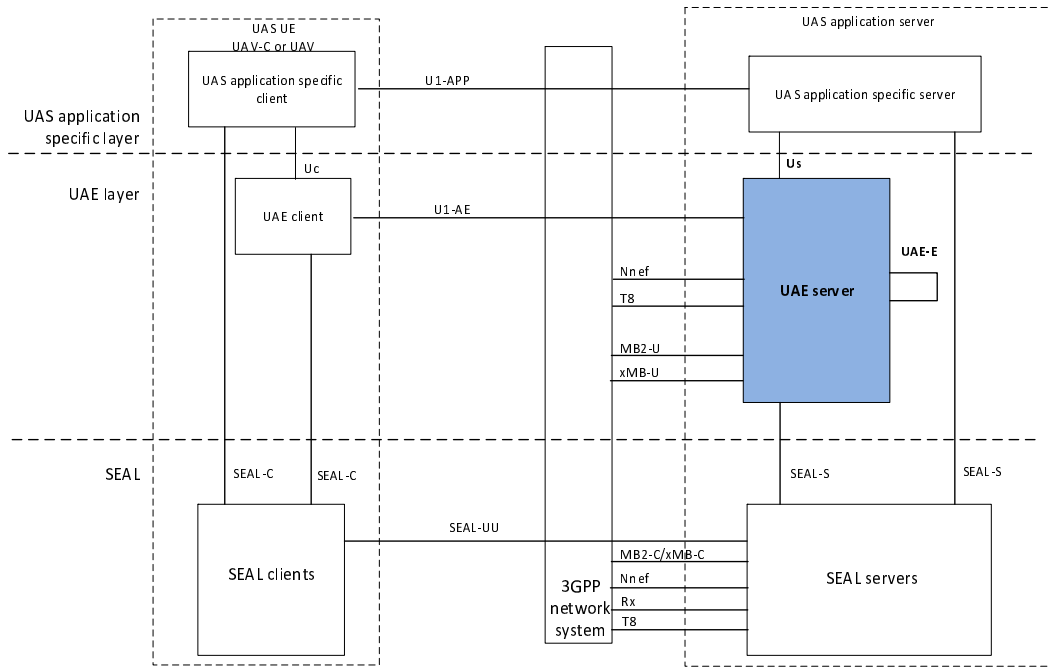 UAS UE
UAV-C or UAV
UAS application server
UAS application specific
client
U1-APP
UAS application specific server
UAS application
specific layer
Uc
Us
UAE layer
UAE client
U1-AE
UAE-E
Nnef
T8
UAE server
MB2-U
xMB-U
SEAL
SEAL-C
SEAL-C
SEAL-S
SEAL-S
SEAL-UU
MB2-C/xMB-C
SEAL clients
Nnef
SEAL servers
3GPP
network
system
Rx
T8